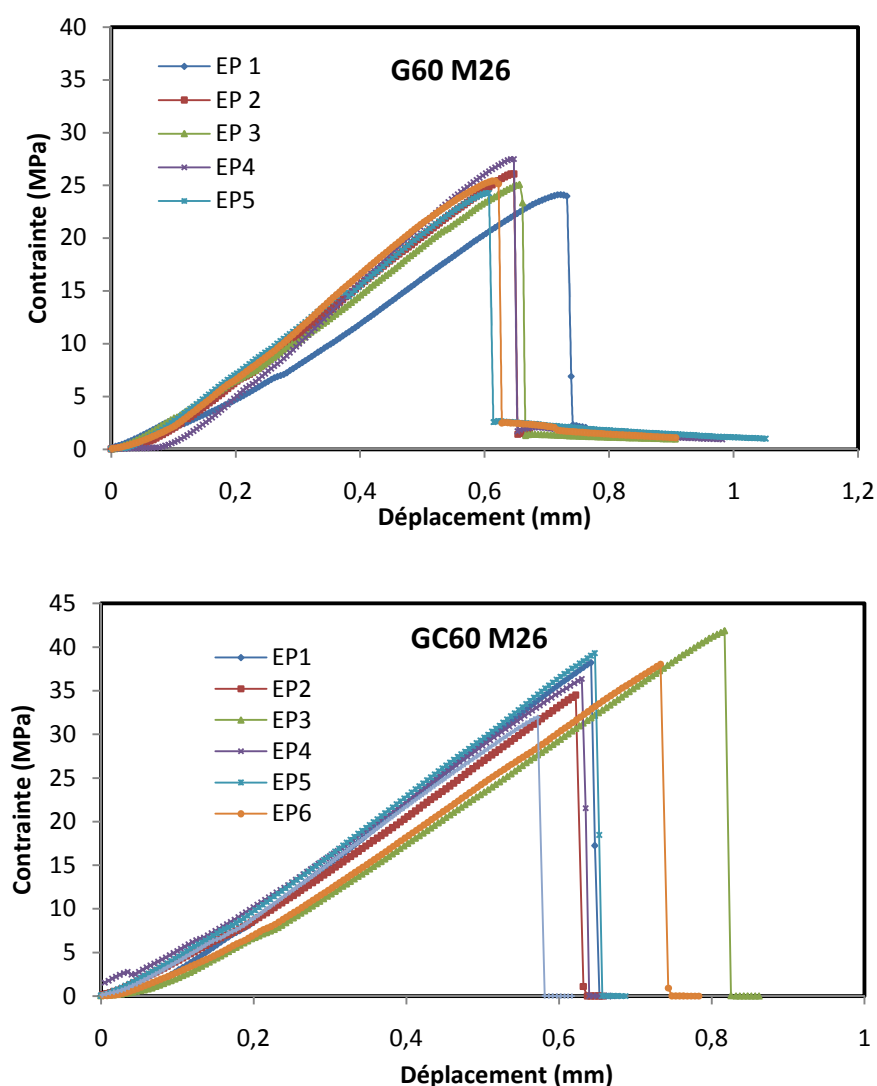 G60 M26
EP 1
EP 2
EP 3
EP4
EP5
Contrainte (MPa)
40
35
30
25
20
15
10
5
0
0 0,2 0,4 0,6 0,8 1 1,2
Déplacement (mm)
GC60 M26
EP1
EP2
EP3
EP4
EP5
EP6
Contrainte (MPa)
45
40
35
30
25
20
15
10
5
0
0 0,2 0,4 0,6 0,8 1
Déplacement (mm)